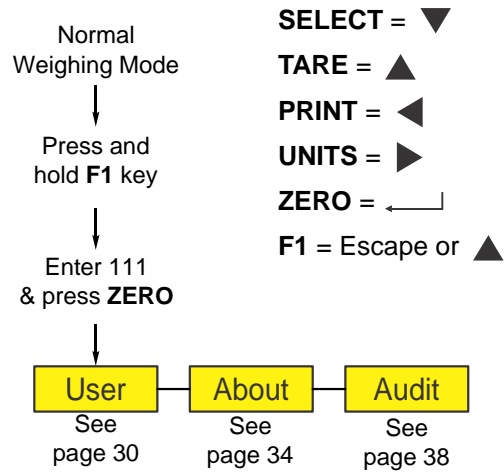 Normal
Weighing Mode
Press and
hold F1 key
Enter 111
& press ZERO
SELECT = ▼
TARE = ▲
PRINT = ◀
UNITS = ▶
ZERO = ↵
F1 = Escape or ▲
User
About
Audit
See
page 30
See
page 34
See
page 38